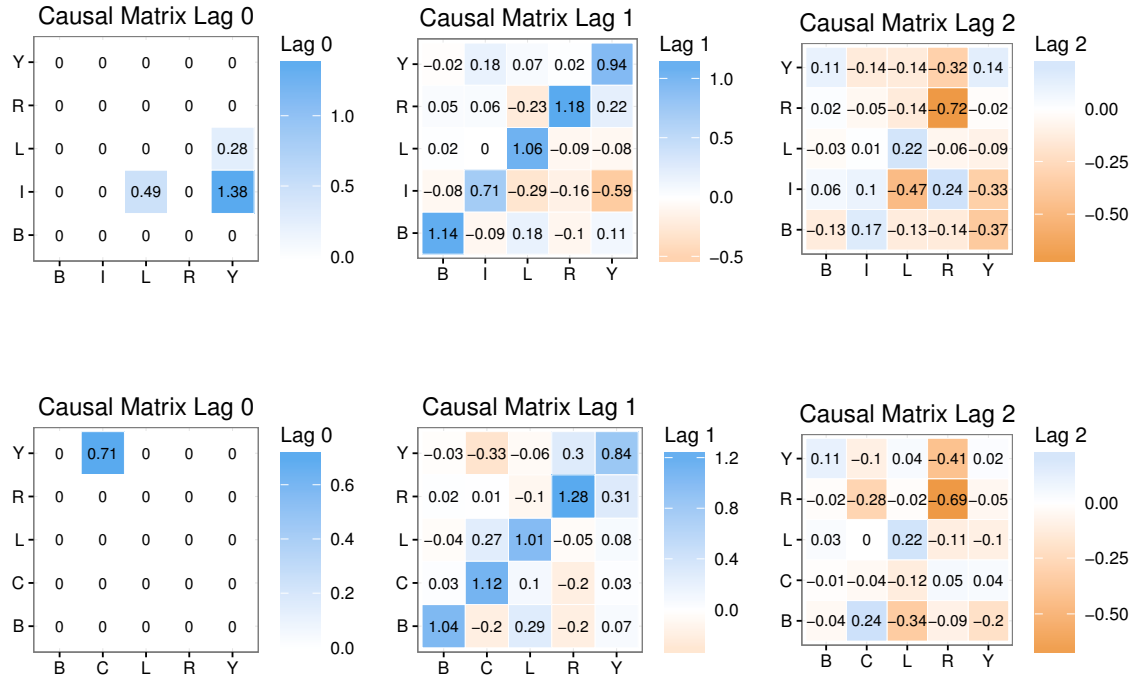 Causal Matrix Lag 0
Causal Matrix Lag 1
Causal Matrix Lag 2
Lag 0
Lag 1
Lag 2
Y 0 0 0 0 0
R 0 0 0 0 0
L 0 0 0 0 0.28
I 0 0 0.49 0 1.38
B 0 0 0 0 0
B I L R Y
1.0
0.5
0.0
Y −0.02 0.18 0.07 0.02 0.94
R 0.05 0.06 −0.23 1.18 0.22
L 0.02 0 1.06 −0.09 −0.08
I −0.08 0.71 −0.29 −0.16 −0.59
B 1.14 −0.09 0.18 −0.1 0.11
B I L R Y
1.0
0.5
0.0
−0.5
Y 0.11 −0.14 −0.14 −0.32 0.14
R 0.02 −0.05 −0.14 −0.72 −0.02
L −0.03 0.01 0.22 −0.06 −0.09
I 0.06 0.1 −0.47 0.24 −0.33
B −0.13 0.17 −0.13 −0.14 −0.37
B I L R Y
0.00
−0.25
−0.50
Causal Matrix Lag 0
Causal Matrix Lag 1
Causal Matrix Lag 2
Lag 0
Lag 1
Lag 2
Y 0 0.71 0 0 0
R 0 0 0 0 0
L 0 0 0 0 0
C 0 0 0 0 0
B 0 0 0 0 0
B C L R Y
0.6
0.4
0.2
0.0
Y −0.03 −0.33 −0.06 0.3 0.84
R 0.02 0.01 −0.1 1.28 0.31
L −0.04 0.27 1.01 −0.05 0.08
C 0.03 1.12 0.1 −0.2 0.03
B 1.04 −0.2 0.29 −0.2 0.07
B C L R Y
1.2
0.8
0.4
0.0
Y 0.11 −0.1 0.04 −0.41 0.02
R −0.02 −0.28 −0.02 −0.69 −0.05
L 0.03 0 0.22 −0.11 −0.1
C −0.01 −0.04 −0.12 0.05 0.04
B −0.04 0.24 −0.34 −0.09 −0.2
B C L R Y
0.00
−0.25
−0.50